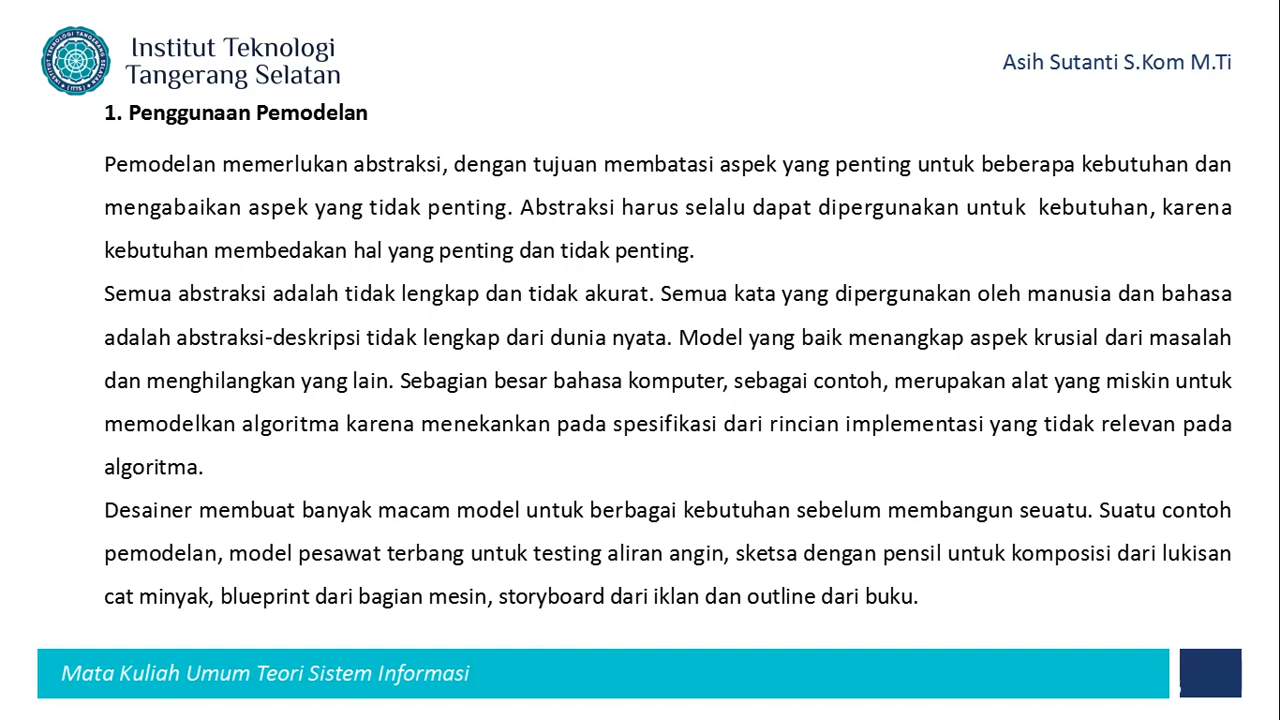 Institut Teknologi
Tangerang Selatan
Asih Sutanti S.Kom M.Ti
1. Penggunaan Pemodelan
Pemodelan memerlukan abstraksi, dengan tujuan membatasi aspek yang penting untuk beberapa kebutuhan dan
mengabaikan aspek yang tidak penting. Abstraksi harus selalu dapat dipergunakan untuk kebutuhan, karena
kebutuhan membedakan hal yang penting dan tidak penting.
Semua abstraksi adalah tidak lengkap dan tidak akurat. Semua kata yang dipergunakan oleh manusia dan bahasa
adalah abstraksi-deskripsi tidak lengkap dari dunia nyata. Model yang baik menangkap aspek krusial dari masalah
dan menghilangkan yang lain. Sebagian besar bahasa komputer, sebagai contoh, merupakan alat yang miskin untuk
memodelkan algoritma karena menekankan pada spesifikasi dari rincian implementasi yang tidak relevan pada
algoritma.
Desainer membuat banyak macam model untuk berbagai kebutuhan sebelum membangun seuatu. Suatu contoh
pemodelan, model pesawat terbang untuk testing aliran angin, sketsa dengan pensil untuk komposisi dari lukisan
cat minyak, blueprint dari bagian mesin, storyboard dari iklan dan outline dari buku.
Mata Kuliah Umum Teori Sistem Informasi